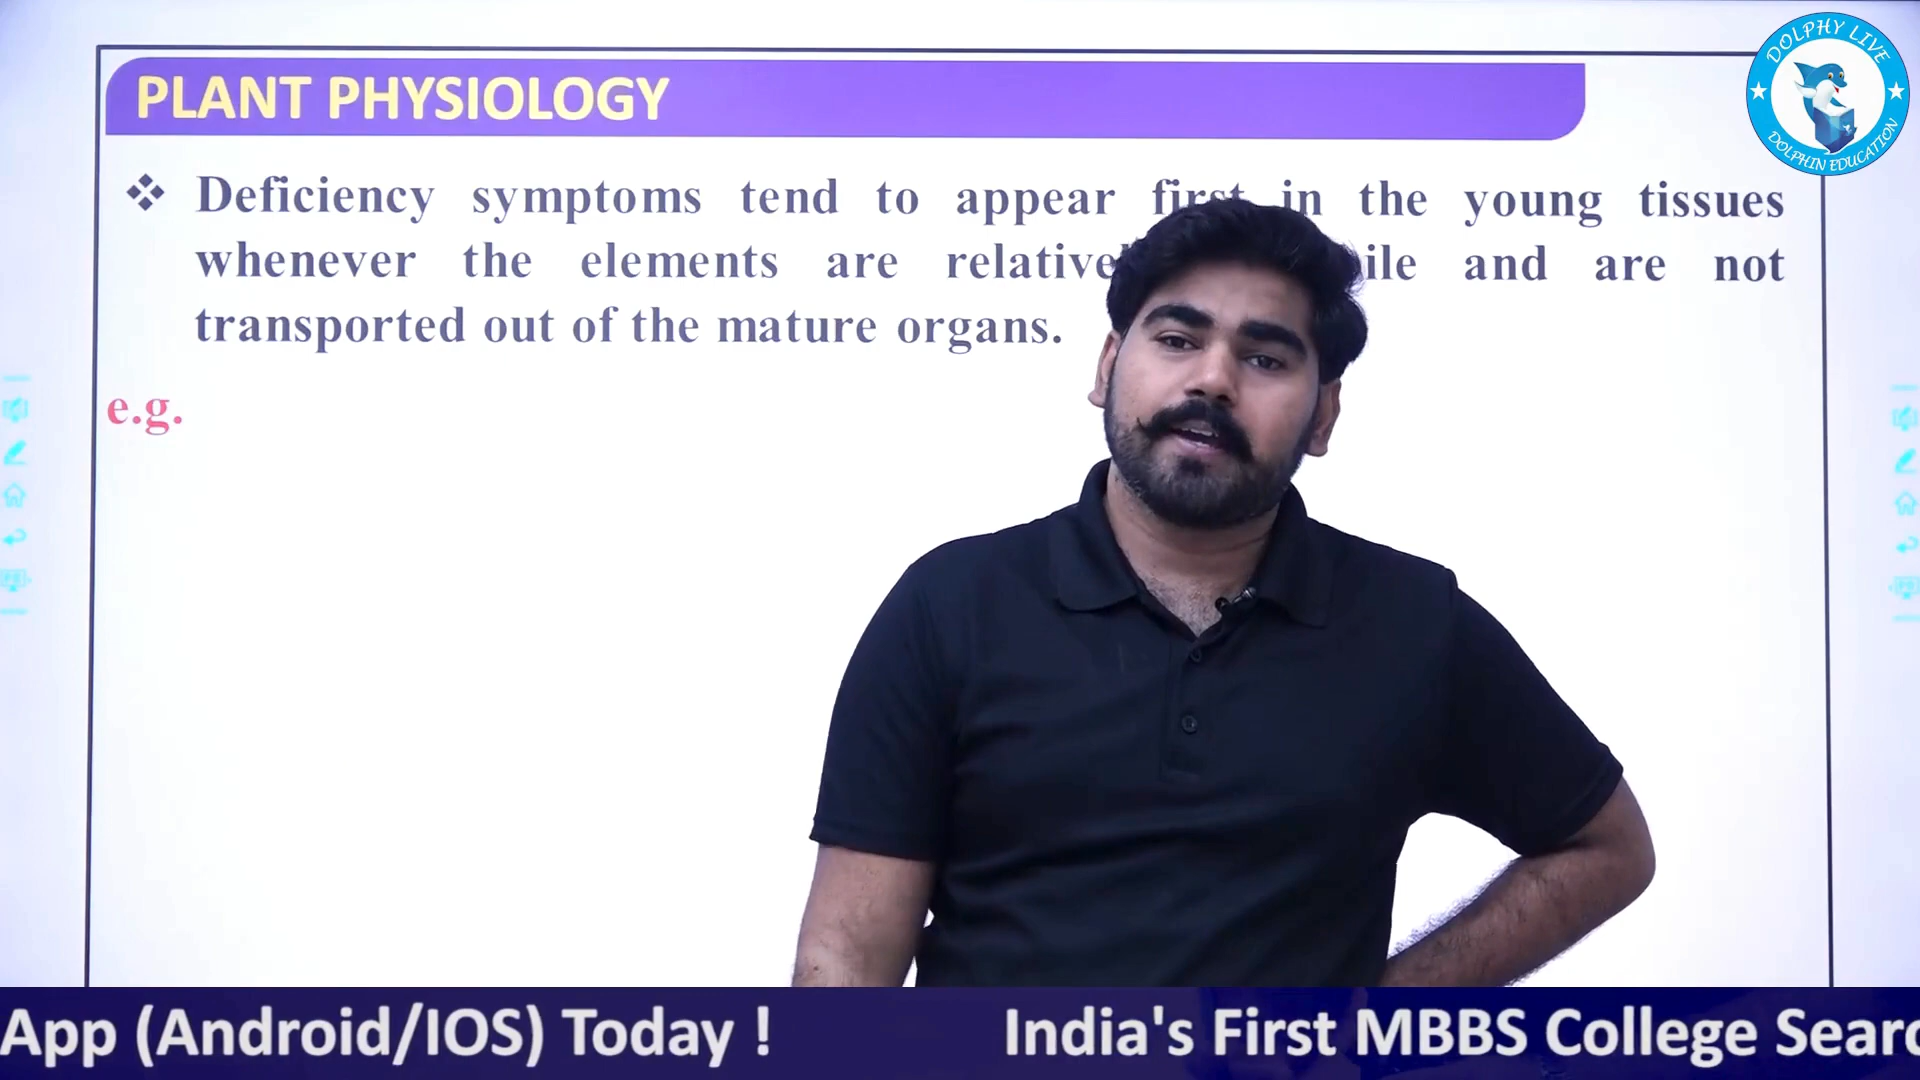 DOLPHY LIVE
DOLPHIN EDUCATION
PLANT PHYSIOLOGY
❖ Deficiency symptoms tend to appear first in the young tissues
whenever the elements are and are not
transported out of the mature organs.
e.g.
App (Android/IOS) Today ! India's First MBBS College